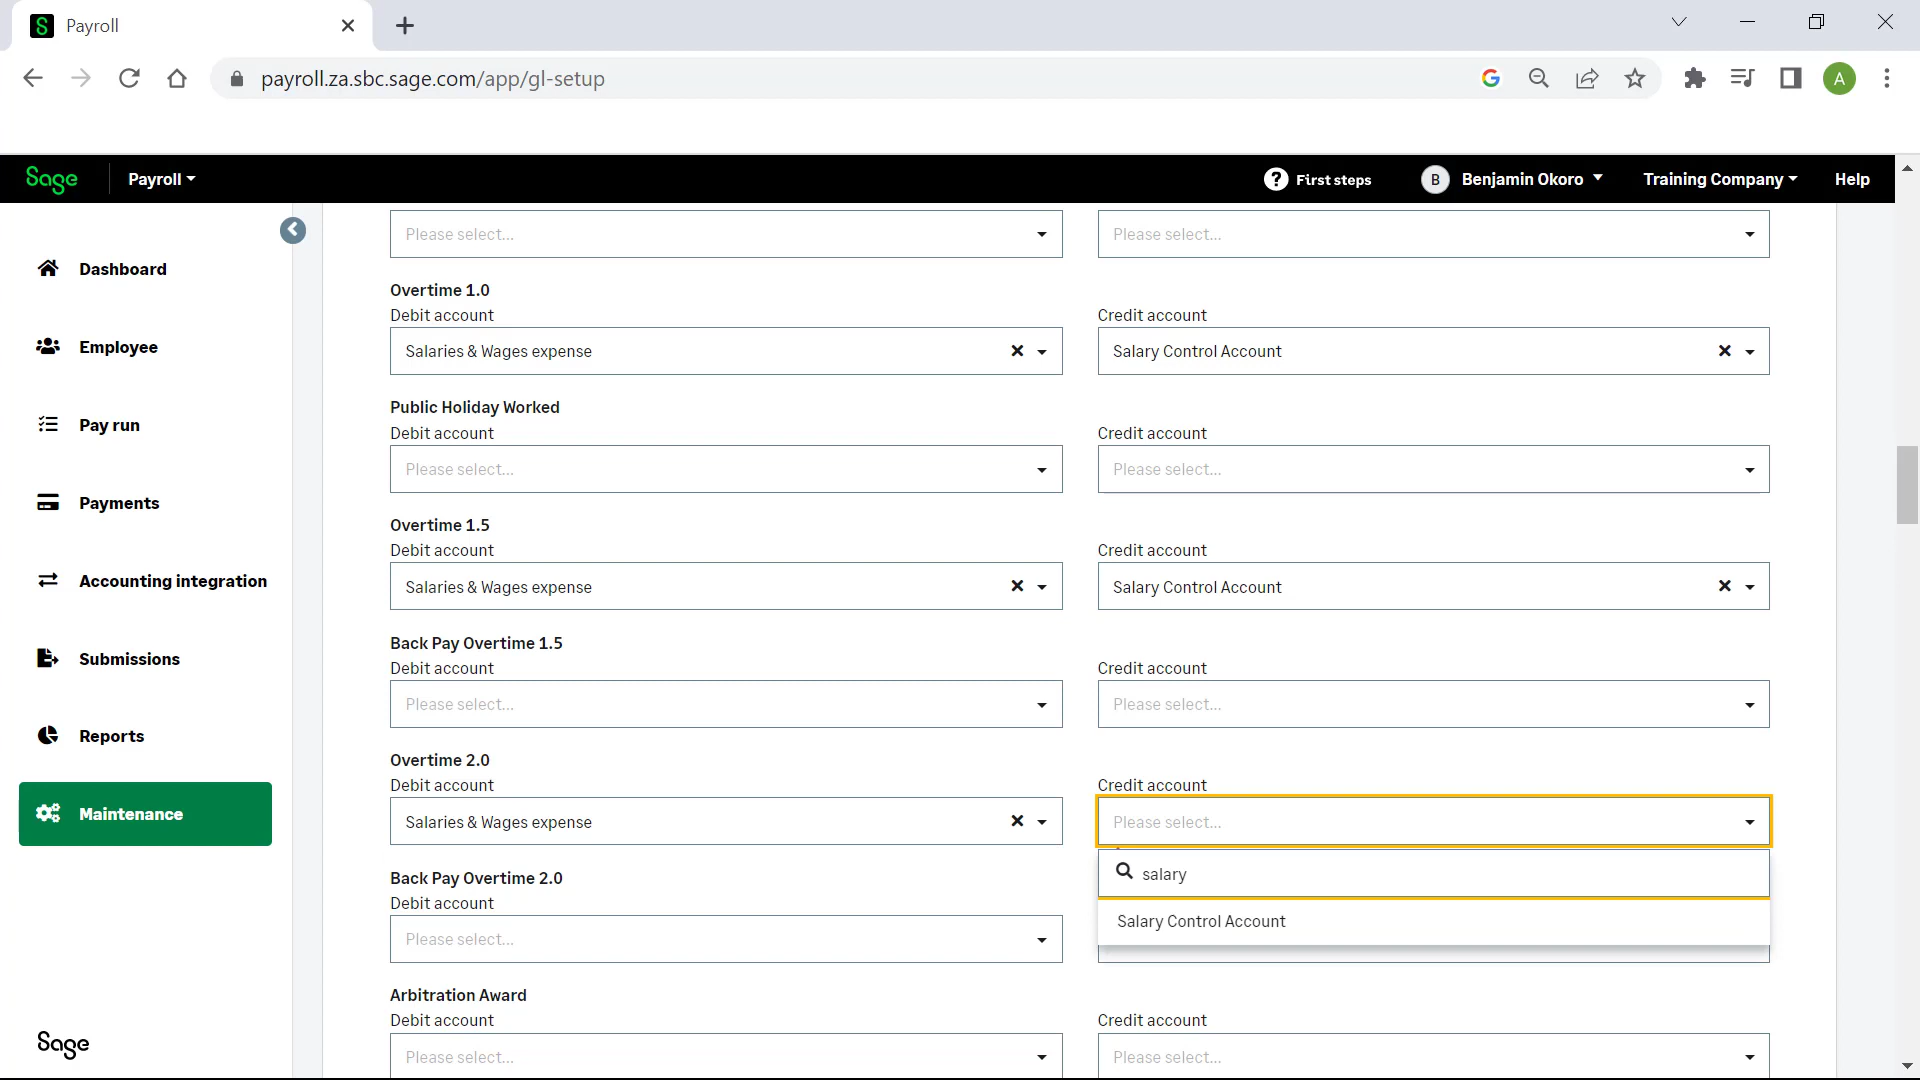 S Payroll
payroll.za.sbc.sage.com/app/gl-setup
G
A
Sage Payroll
? First steps
B Benjamin Okoro
Training Company
Help
Dashboard
Employee
Pay run
Payments
Accounting integration
Submissions
Reports
Maintenance
Sage
Please select... Please select...
Overtime 1.0
Debit account Credit account
Salaries & Wages expense Salary Control Account
Public Holiday Worked
Debit account Credit account
Please select... Please select...
Overtime 1.5
Debit account Credit account
Salaries & Wages expense Salary Control Account
Back Pay Overtime 1.5
Debit account Credit account
Please select... Please select...
Overtime 2.0
Debit account Credit account
Salaries & Wages expense Please select...
salary
Salary Control Account
Back Pay Overtime 2.0
Debit account
Please select...
Arbitration Award
Debit account Credit account
Please select... Please select...